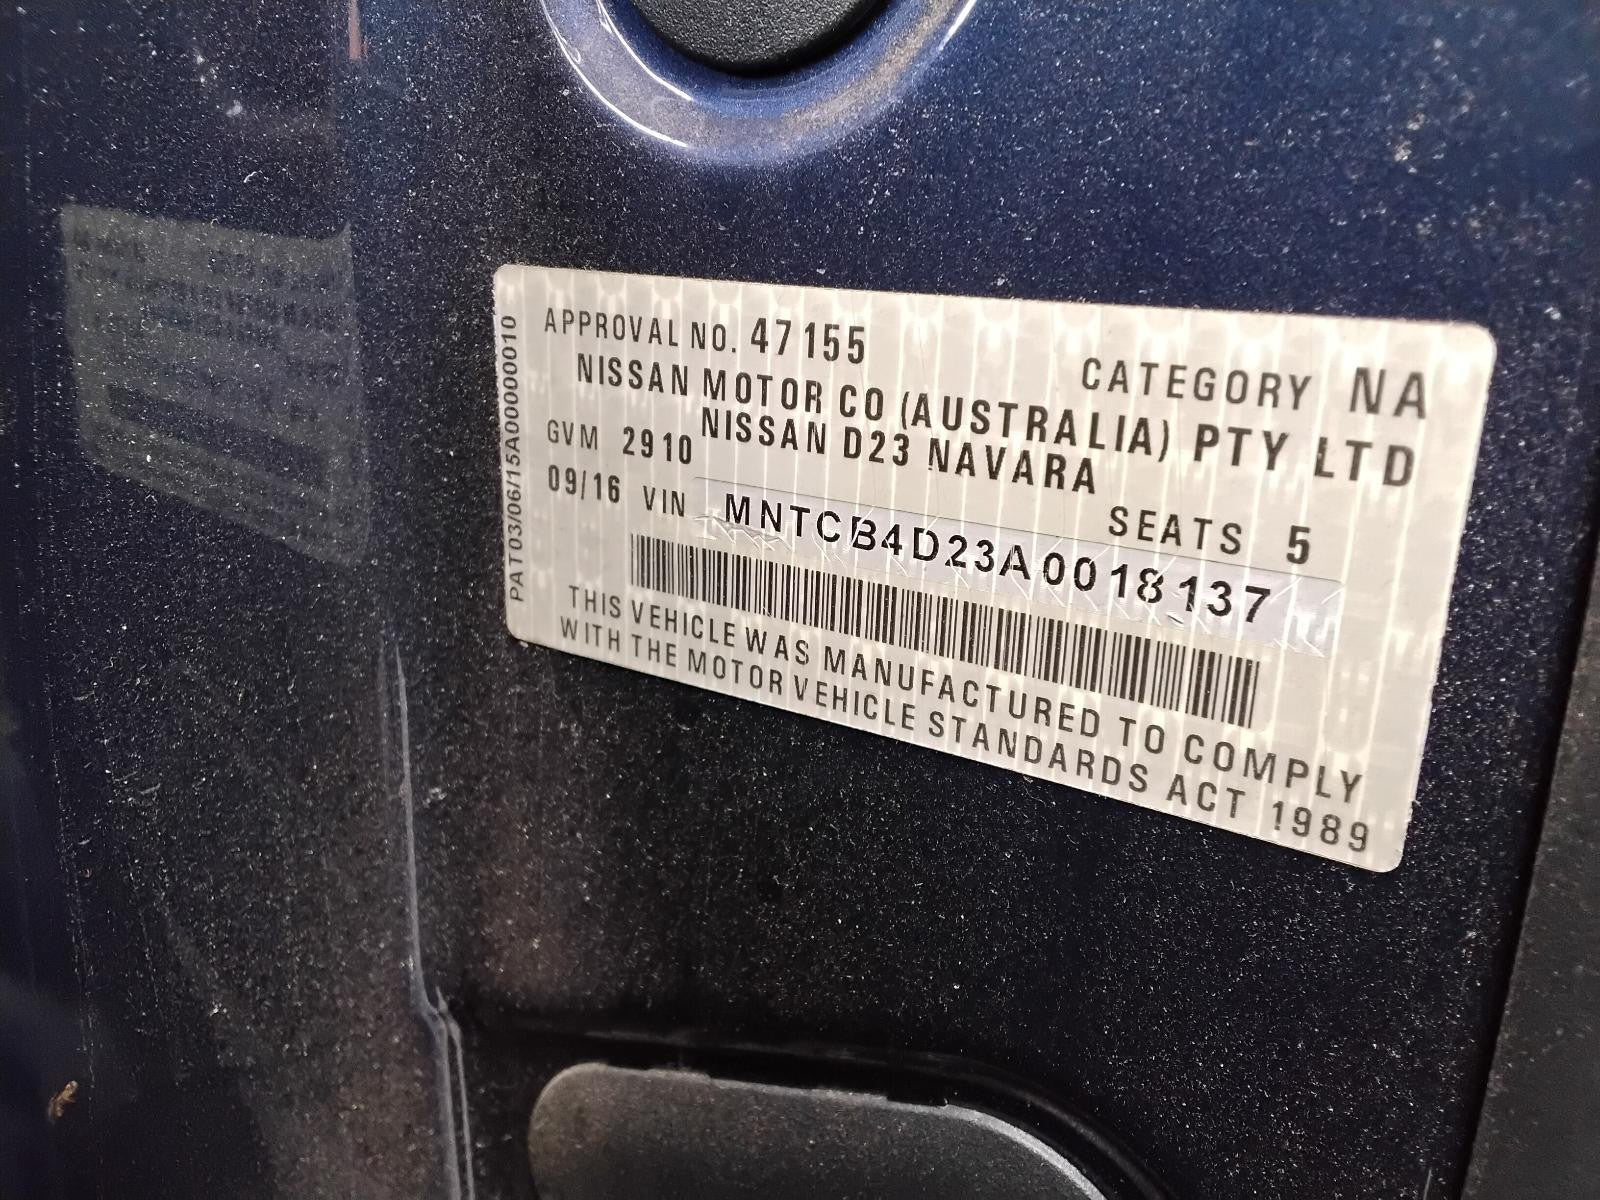 APPROVAL NO. 47155 CATEGORY NA
NISSAN MOTOR CO (AUSTRALIA) PTY LTD
GVM 2910 NISSAN D23 NAVARA
09/16 VIN MNTCB4D23A0018137 SEATS 5
THIS VEHICLE WAS MANUFACTURED TO COMPLY
WITH THE MOTOR VEHICLE STANDARDS ACT 1989
PAT03/06/15A0000010